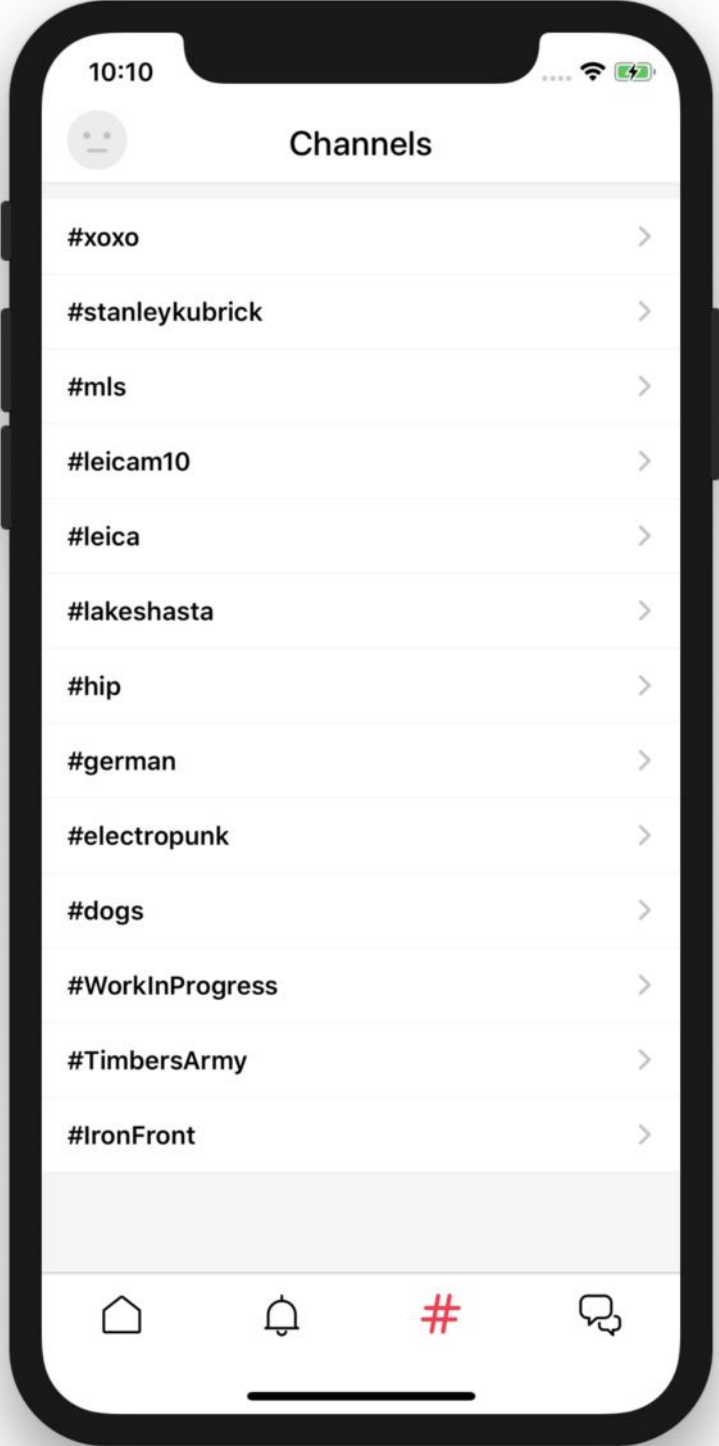 10:10
Channels
#xoxo
#stanleykubrick
#mls
#leicam10
#leica
#lakeshasta
#hip
#german
#electropunk
#dogs
#WorkInProgress
#TimbersArmy
#IronFront
#